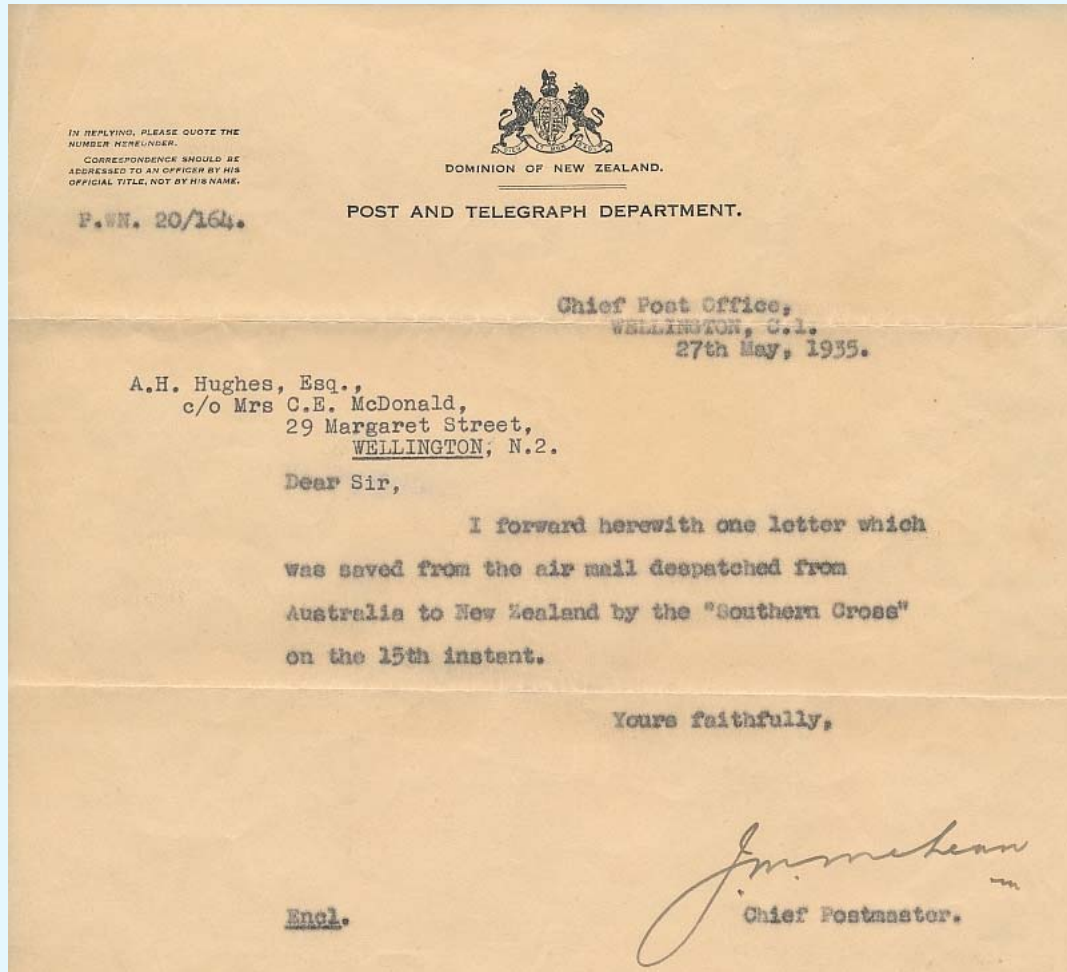 IN REPLYING, PLEASE QUOTE THE
NUMBER HEREUNDER.
CORRESPONDENCE SHOULD BE
ADDRESSED TO AN OFFICER BY HIS
OFFICIAL TITLE, NOT BY HIS NAME.
P.WN. 20/164.
DOMINION OF NEW ZEALAND.
POST AND TELEGRAPH DEPARTMENT.
Chief Post Office,
WELLINGTON, C.1.
27th May, 1935.
A.H. Hughes, Esq.,
c/o Mrs C.E. McDonald,
29 Margaret Street,
WELLINGTON, N.2.
Dear Sir,
I forward herewith one letter which
was saved from the air mail despatched from
Australia to New Zealand by the "Southern Cross"
on the 15th instant.
Yours faithfully,
J.M. McLean
Chief Postmaster.
Encl.